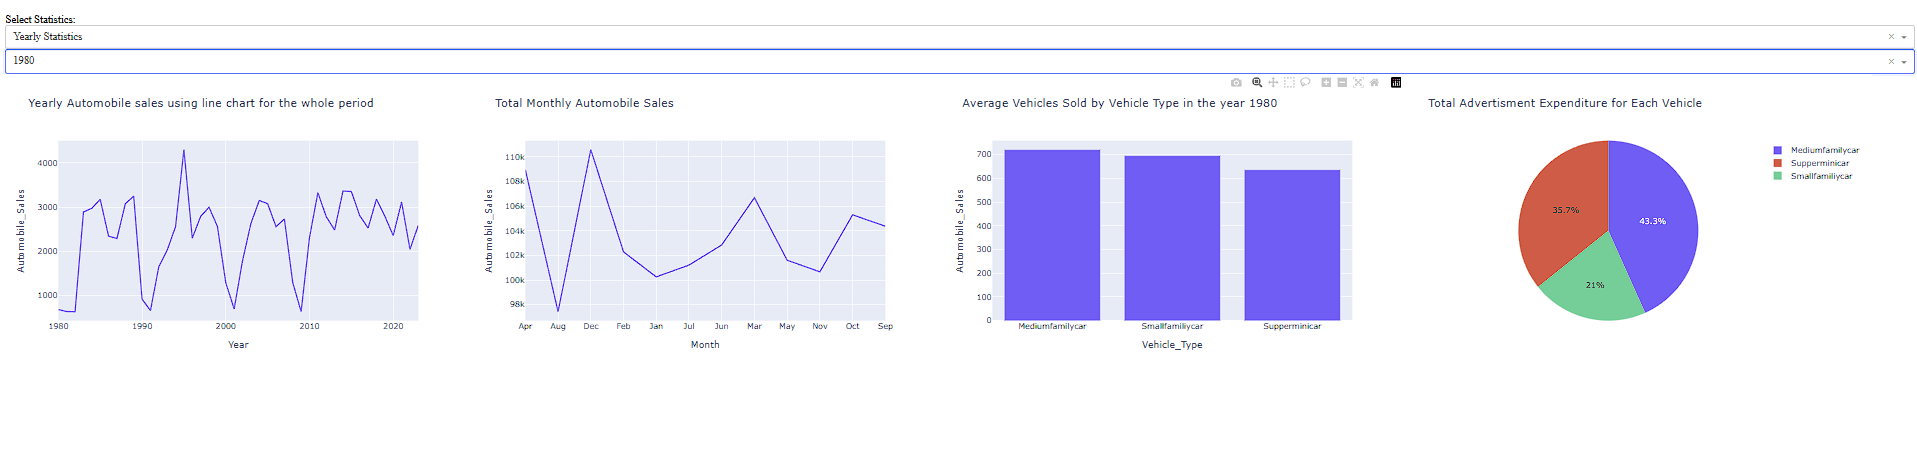 Select Statistics:
Yearly Statistics
1980
Yearly Automobile sales using line chart for the whole period
4000
3000
2000
1000
Automobile_Sales
1980 1990 2000 2010 2020
Year
Total Monthly Automobile Sales
110k
108k
106k
104k
102k
100k
98k
Automobile_Sales
Apr Aug Dec Feb Jan Jul Jun Mar May Nov Oct Sep
Month
Average Vehicles Sold by Vehicle Type in the year 1980
700
600
500
400
300
200
100
0
Automobile_Sales
Mediumfamilycar Smallfamiliycar Supperminicar
Vehicle_Type
Total Advertisment Expenditure for Each Vehicle
35.7%
43.3%
21%
Mediumfamilycar
Supperminicar
Smallfamiliycar